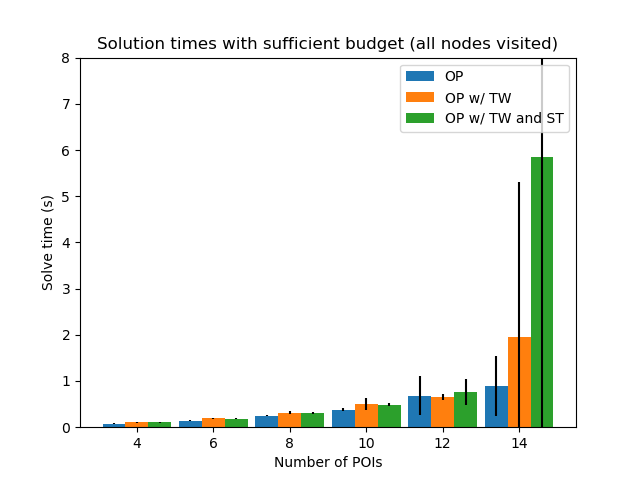 Solution times with sufficient budget (all nodes visited)
OP
OP w/ TW
OP w/ TW and ST
Solve time (s)
8
7
6
5
4
3
2
1
0
4 6 8 10 12 14
Number of POIs